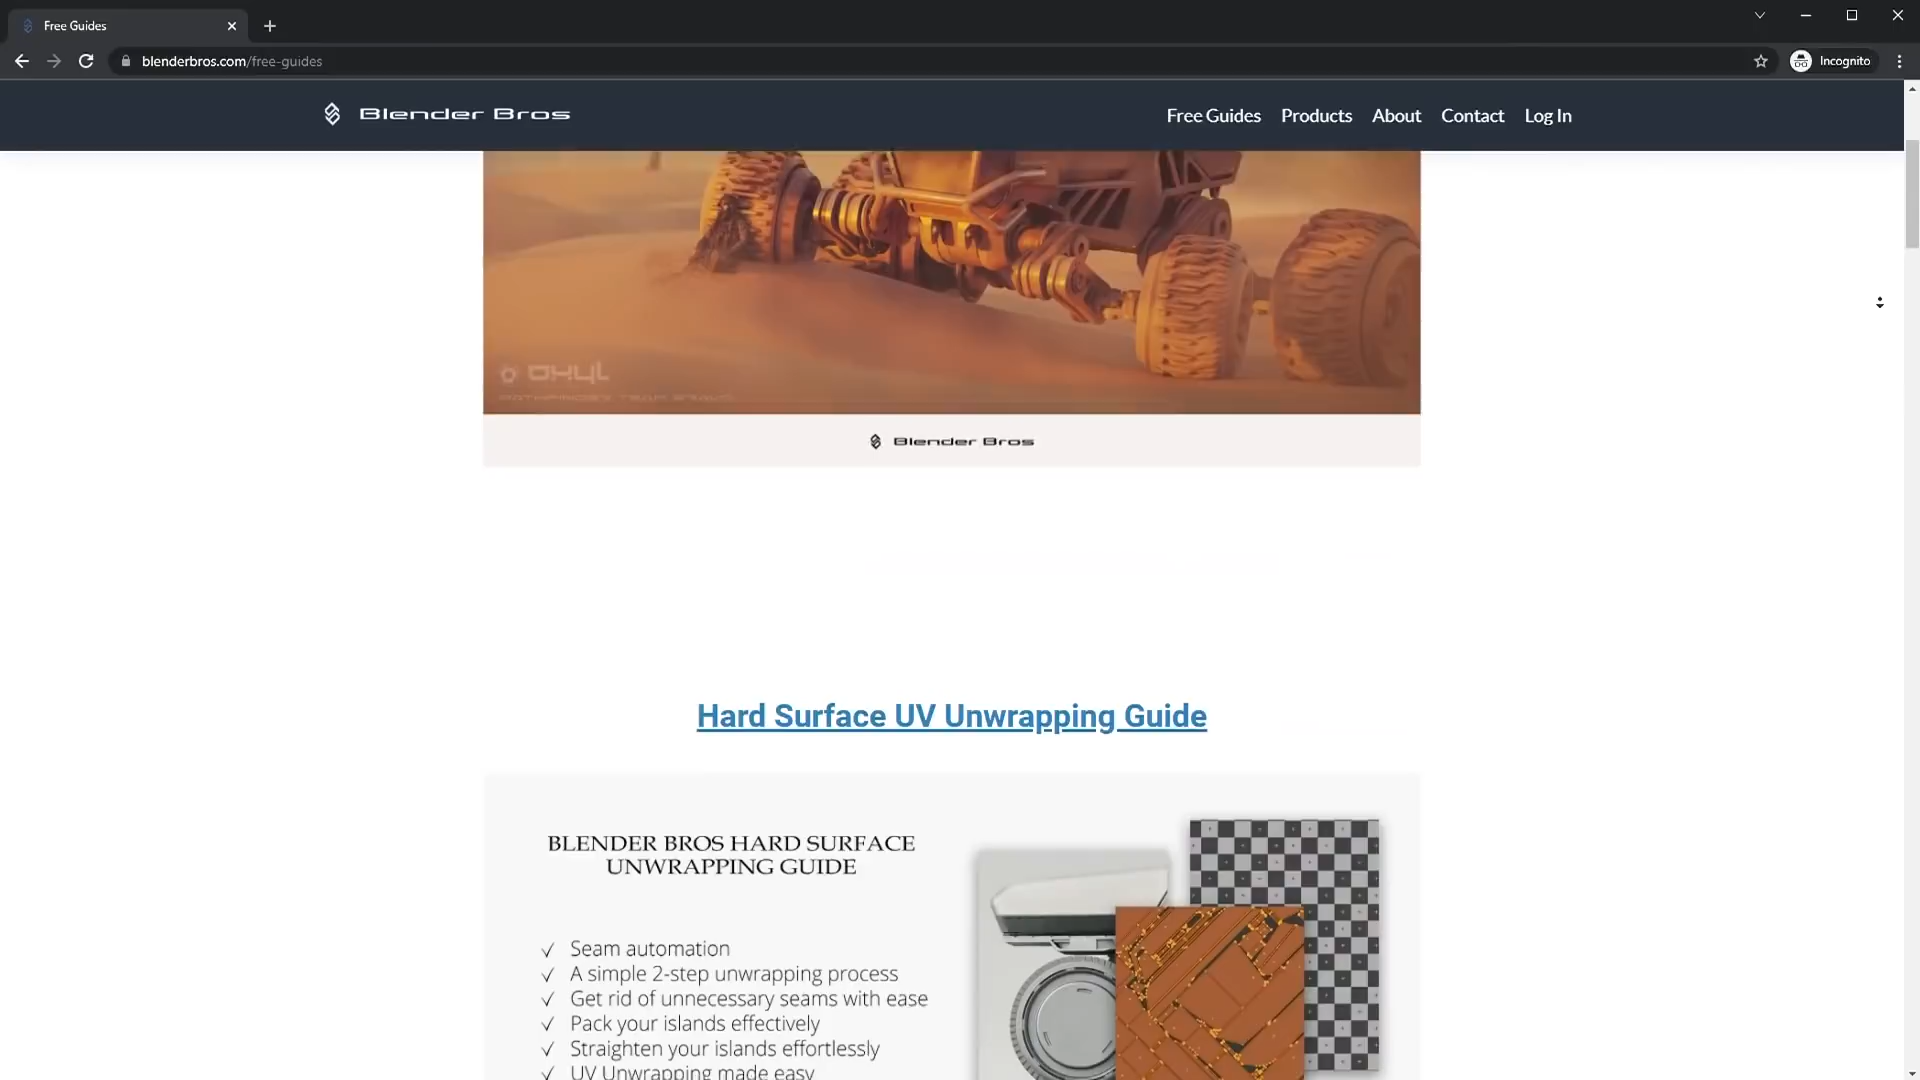 Free Guides
blenderbros.com/free-guides
Incognito
Blender Bros
Free Guides Products About Contact Log In
OXYL
Blender Bros
Hard Surface UV Unwrapping Guide
BLENDER BROS HARD SURFACE
UNWRAPPING GUIDE
√ Seam automation
√ A simple 2-step unwrapping process
√ Get rid of unnecessary seams with ease
√ Pack your islands effectively
√ Straighten your islands effortlessly
√ UV Unwrapping made easy